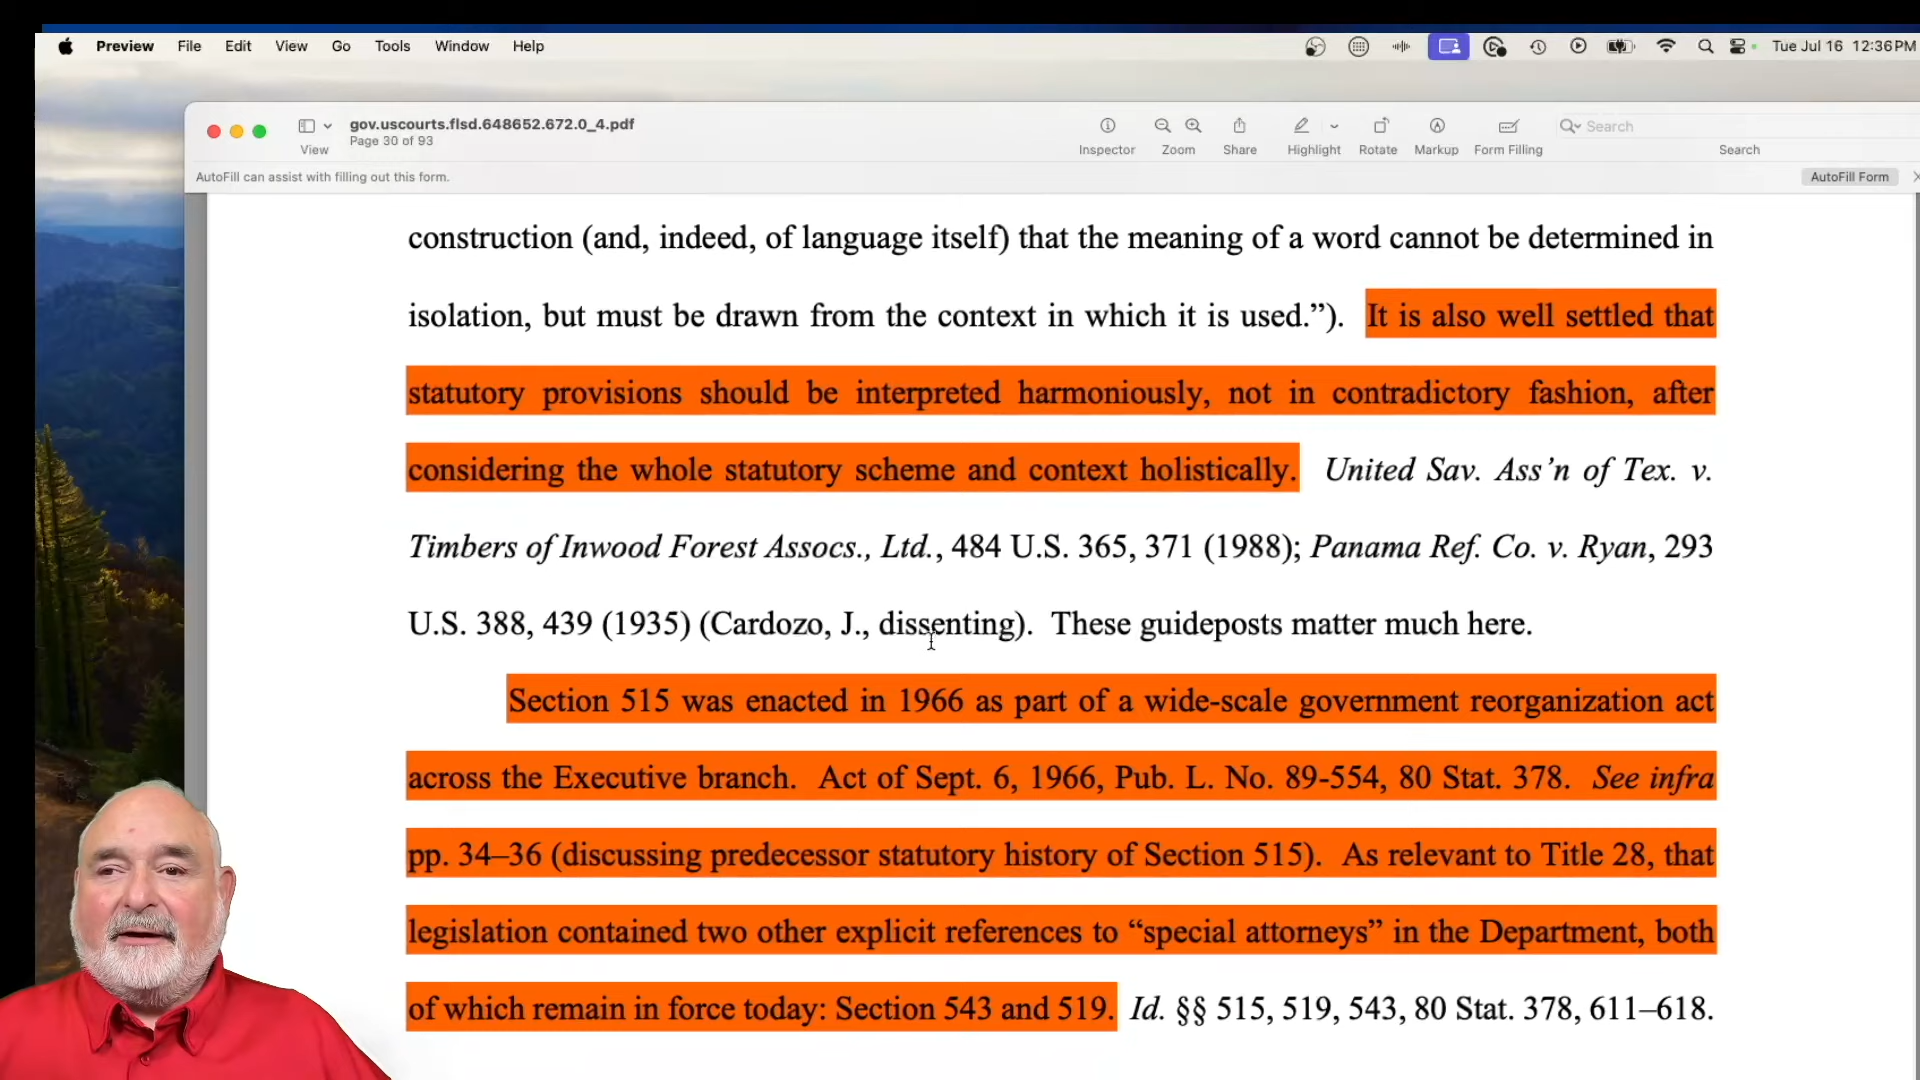 Preview File Edit View Go Tools Window Help Tue Jul 16 12:36 PM
gov.uscourts.flsd.648652.672.0_4.pdf
Page 30 of 93
View Inspector Zoom Share Highlight Rotate Markup Form Filling Search Search
AutoFill can assist with filling out this form. AutoFill Form
construction (and, indeed, of language itself) that the meaning of a word cannot be determined in
isolation, but must be drawn from the context in which it is used.”). It is also well settled that
statutory provisions should be interpreted harmoniously, not in contradictory fashion, after
considering the whole statutory scheme and context holistically. United Sav. Ass’n of Tex. v.
Timbers of Inwood Forest Assocs., Ltd., 484 U.S. 365, 371 (1988); Panama Ref. Co. v. Ryan, 293
U.S. 388, 439 (1935) (Cardozo, J., dissenting). These guideposts matter much here.
Section 515 was enacted in 1966 as part of a wide-scale government reorganization act
across the Executive branch. Act of Sept. 6, 1966, Pub. L. No. 89-554, 80 Stat. 378. See infra
pp. 34–36 (discussing predecessor statutory history of Section 515). As relevant to Title 28, that
legislation contained two other explicit references to “special attorneys” in the Department, both
of which remain in force today: Section 543 and 519. Id. §§ 515, 519, 543, 80 Stat. 378, 611–618.